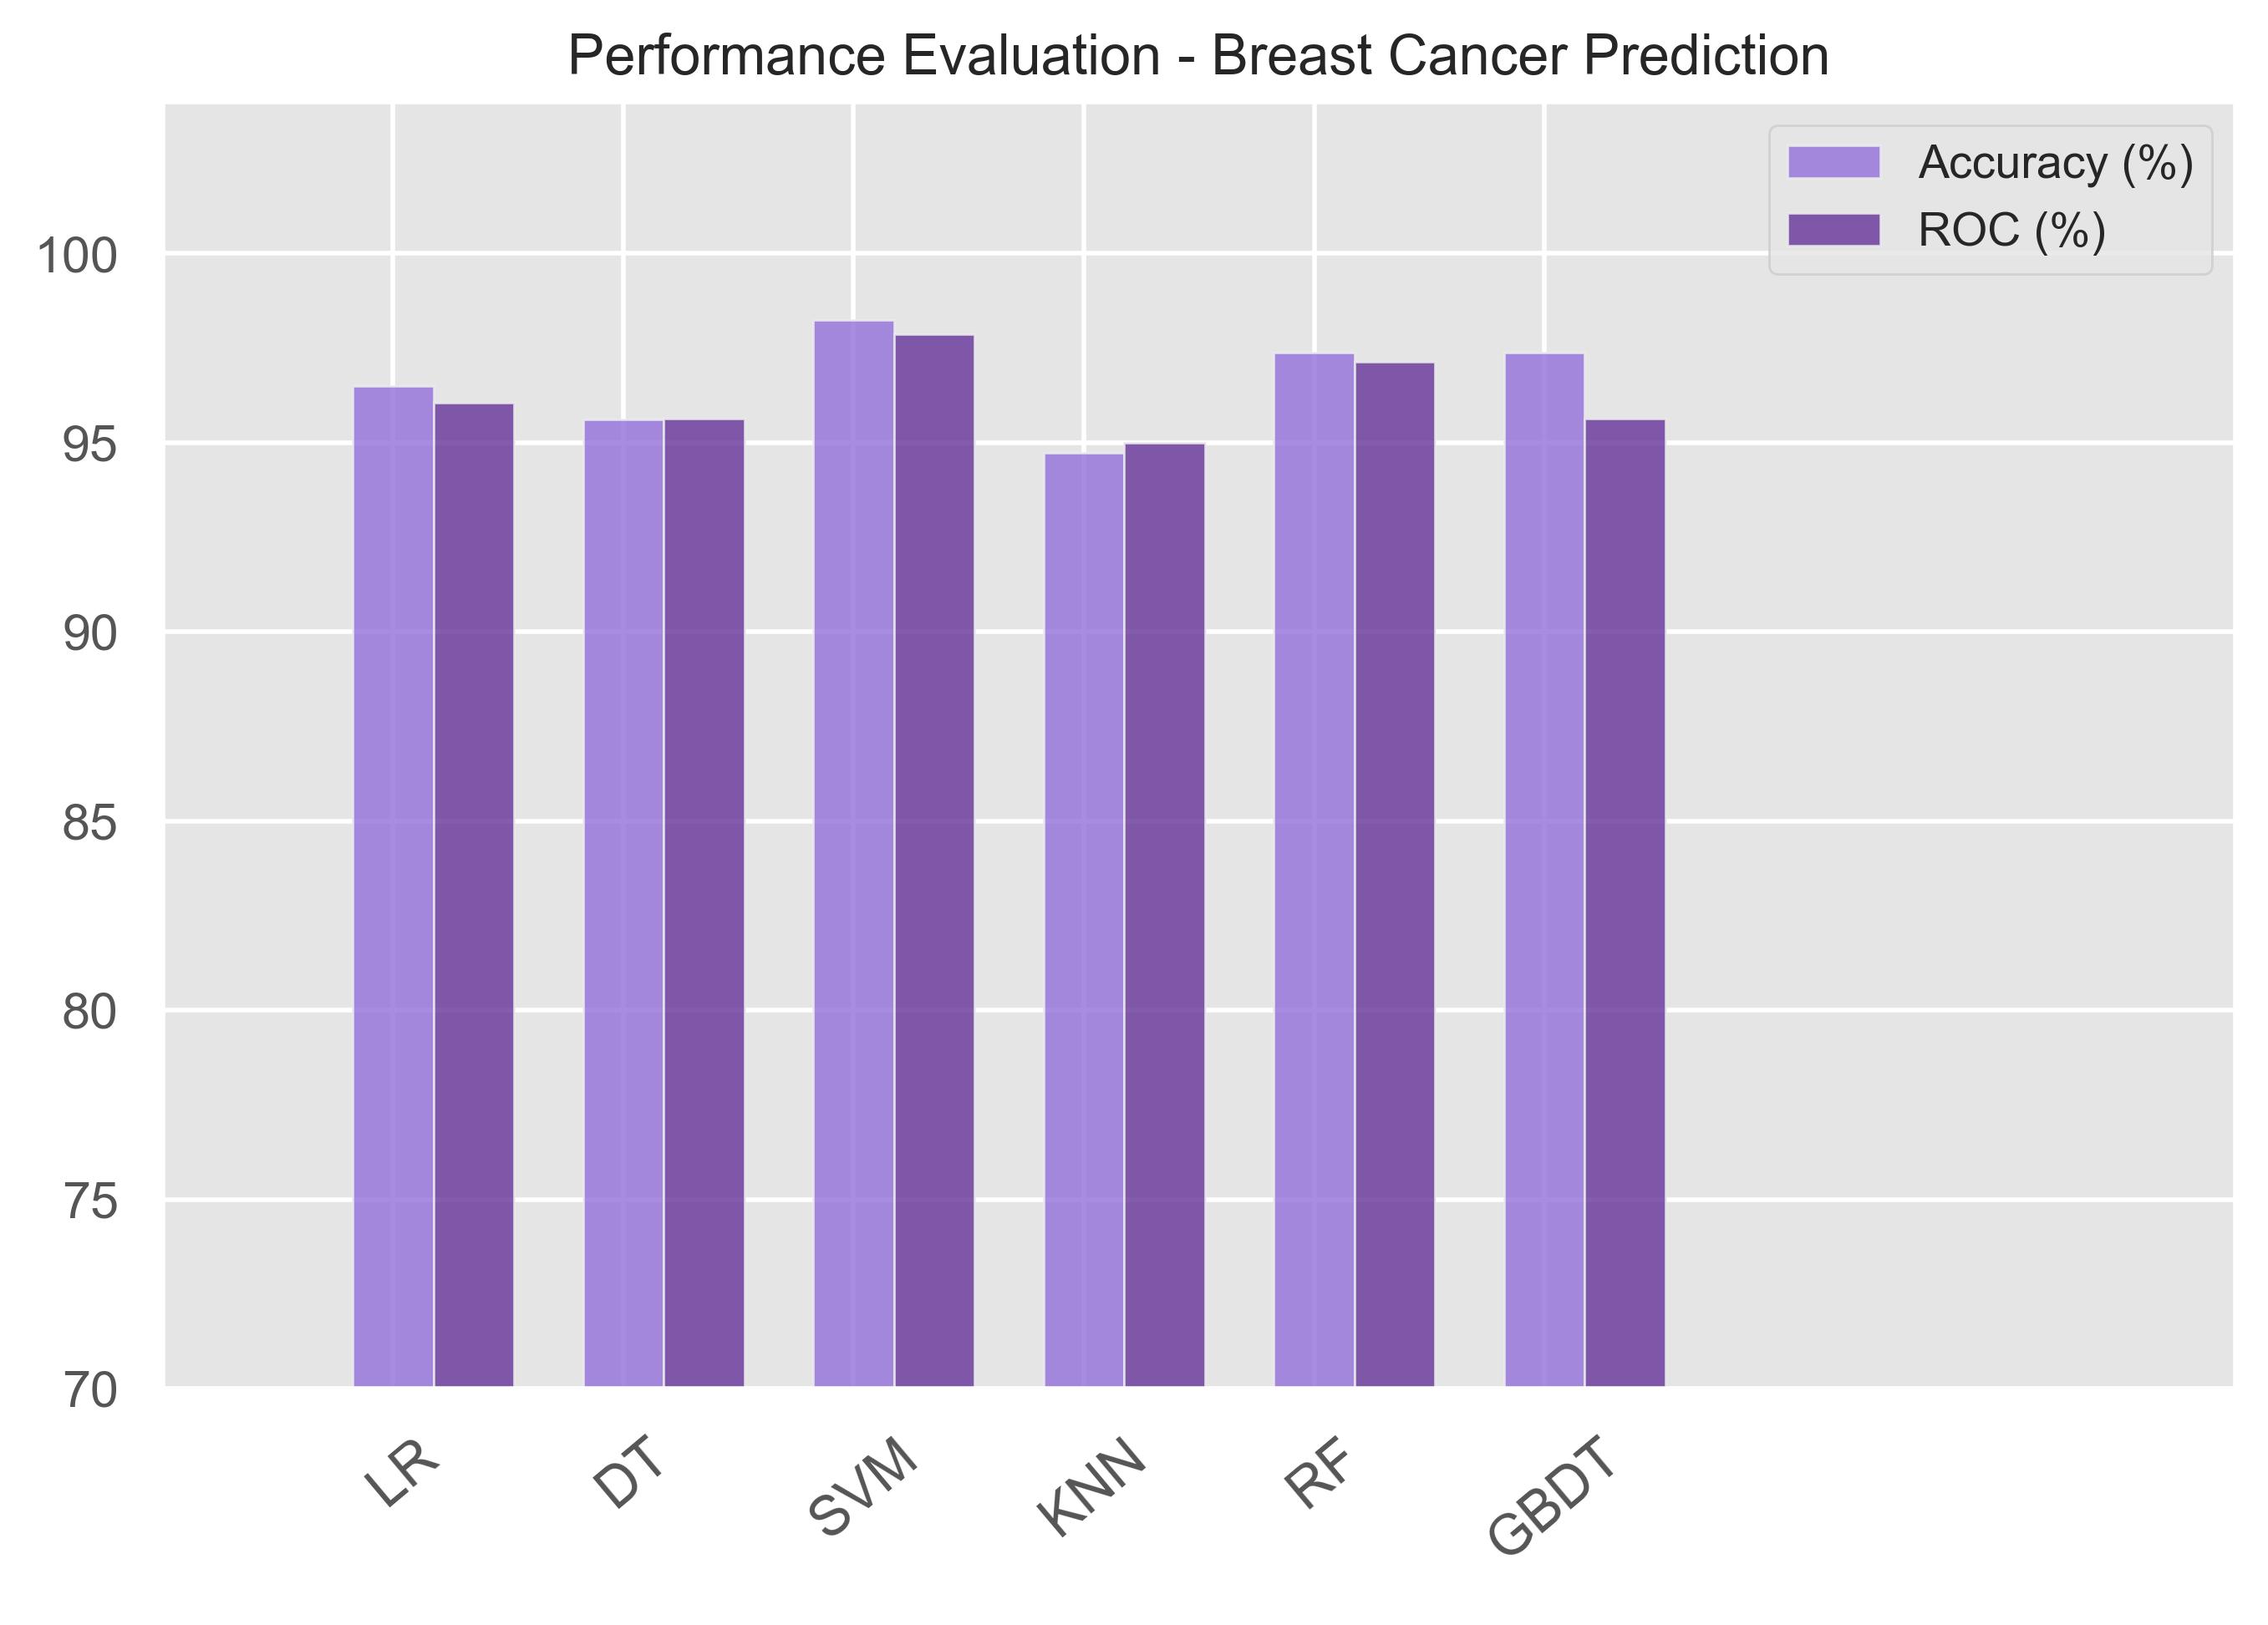 Performance Evaluation - Breast Cancer Prediction
Accuracy (%)
ROC (%)
100
95
90
85
80
75
70
LR
DT
SVM
KNN
RF
GBDT